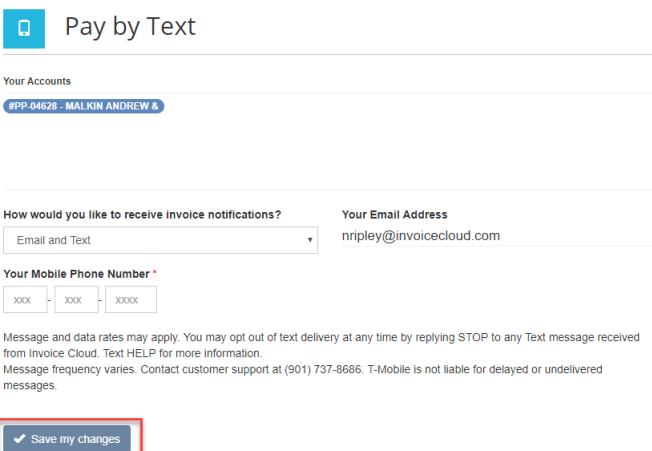 Pay by Text
Your Accounts
#PP-04628 - MALKIN ANDREW &
How would you like to receive invoice notifications?
Your Email Address
Email and Text
nripley@invoicecloud.com
Your Mobile Phone Number *
xxx - xxx - xxxx
Message and data rates may apply. You may opt out of text delivery at any time by replying STOP to any Text message received
from Invoice Cloud. Text HELP for more information.
Message frequency varies. Contact customer support at (901) 737-8686. T-Mobile is not liable for delayed or undelivered
messages.
Save my changes